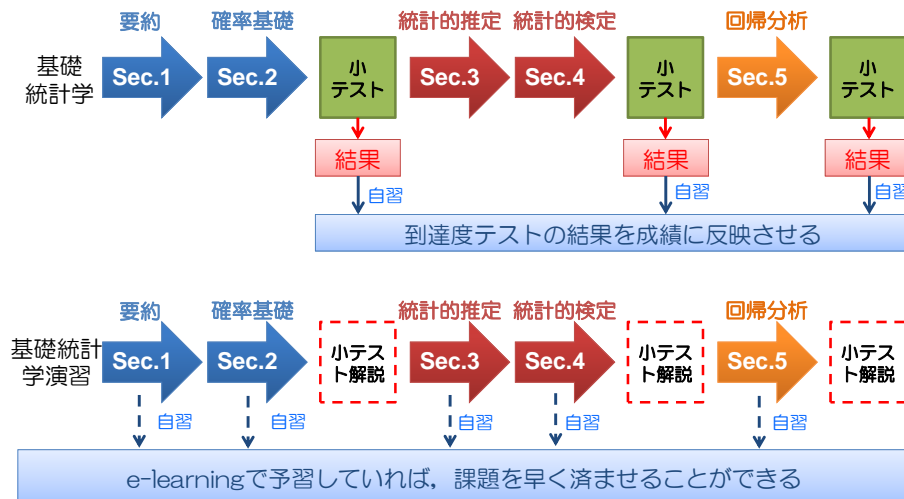 要約
確率基礎
統計的推定
統計的検定
回帰分析
基礎
統計学
Sec.1
Sec.2
小
テスト
Sec.3
Sec.4
小
テスト
Sec.5
小
テスト
結果
結果
結果
自習
自習
自習
到達度テストの結果を成績に反映させる
要約
確率基礎
統計的推定
統計的検定
回帰分析
基礎統計
学演習
Sec.1
Sec.2
小テス
ト解説
Sec.3
Sec.4
小テス
ト解説
Sec.5
小テス
ト解説
自習
自習
自習
自習
自習
e-learningで予習していれば，課題を早く済ませることができる